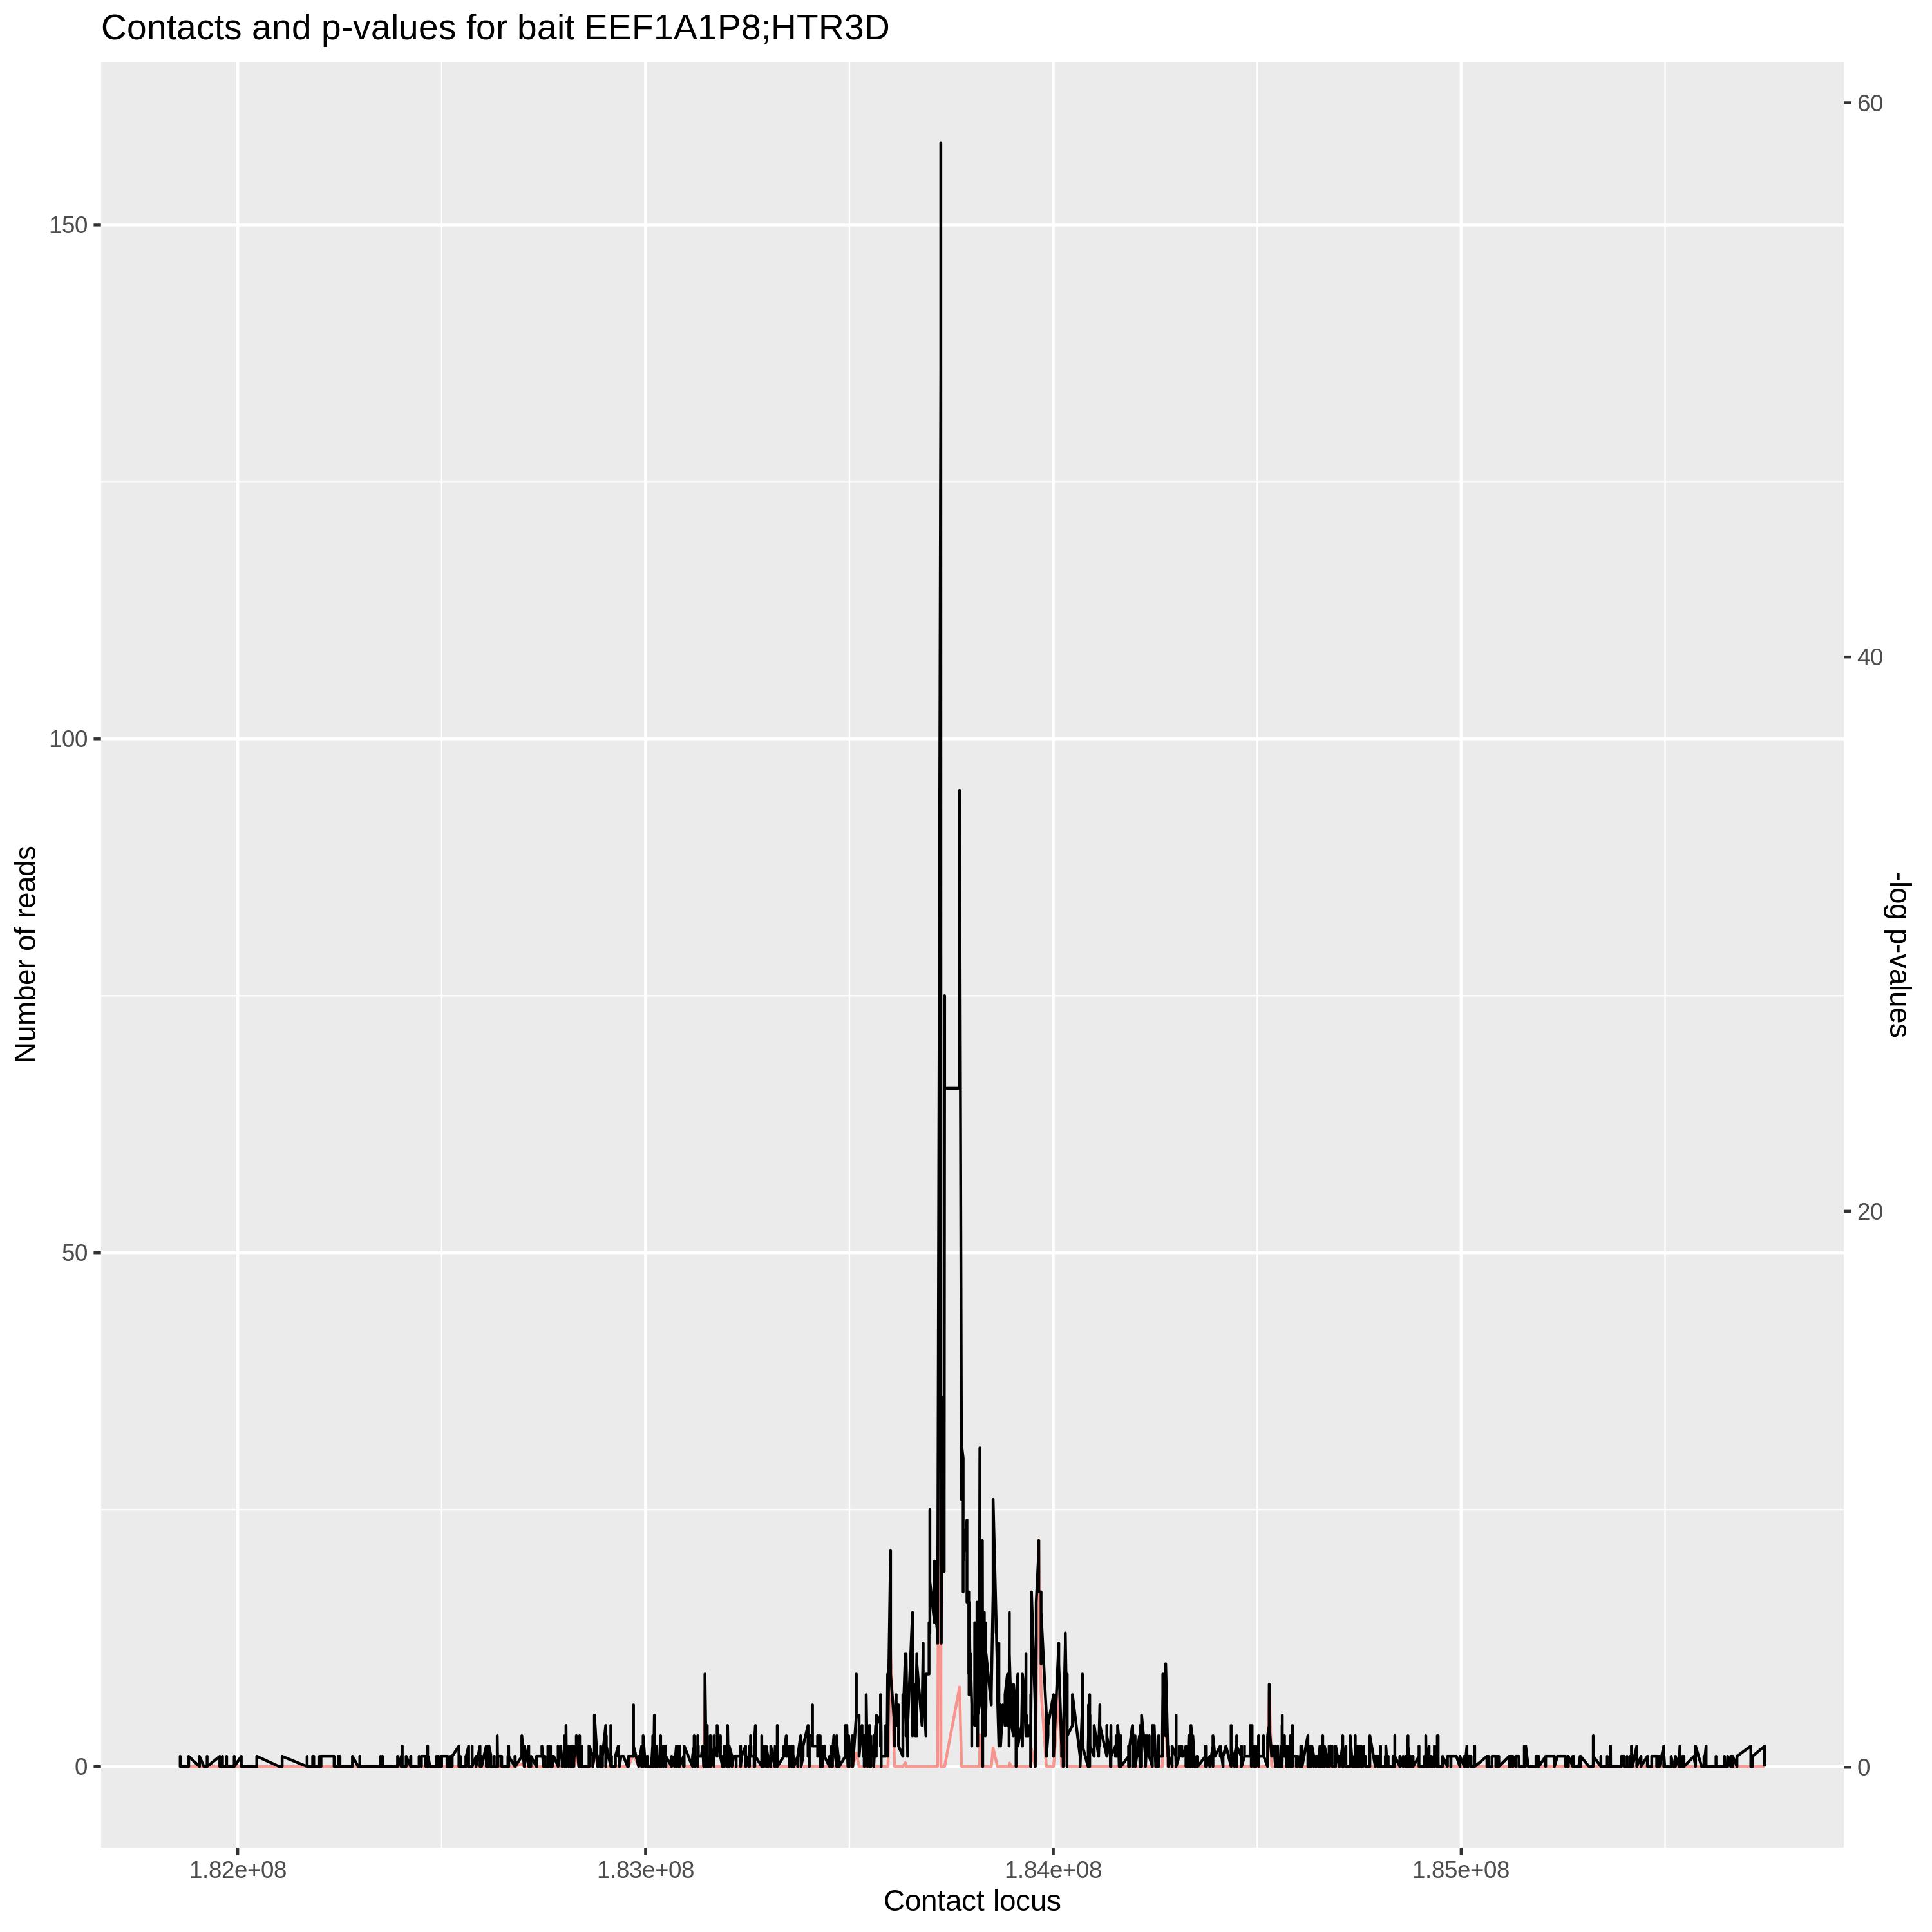 Contacts and p-values for bait EEF1A1P8;HTR3D
Number of reads
150
100
50
0
60
40
20
0
-log p-values
1.82e+08
1.83e+08
1.84e+08
1.85e+08
Contact locus